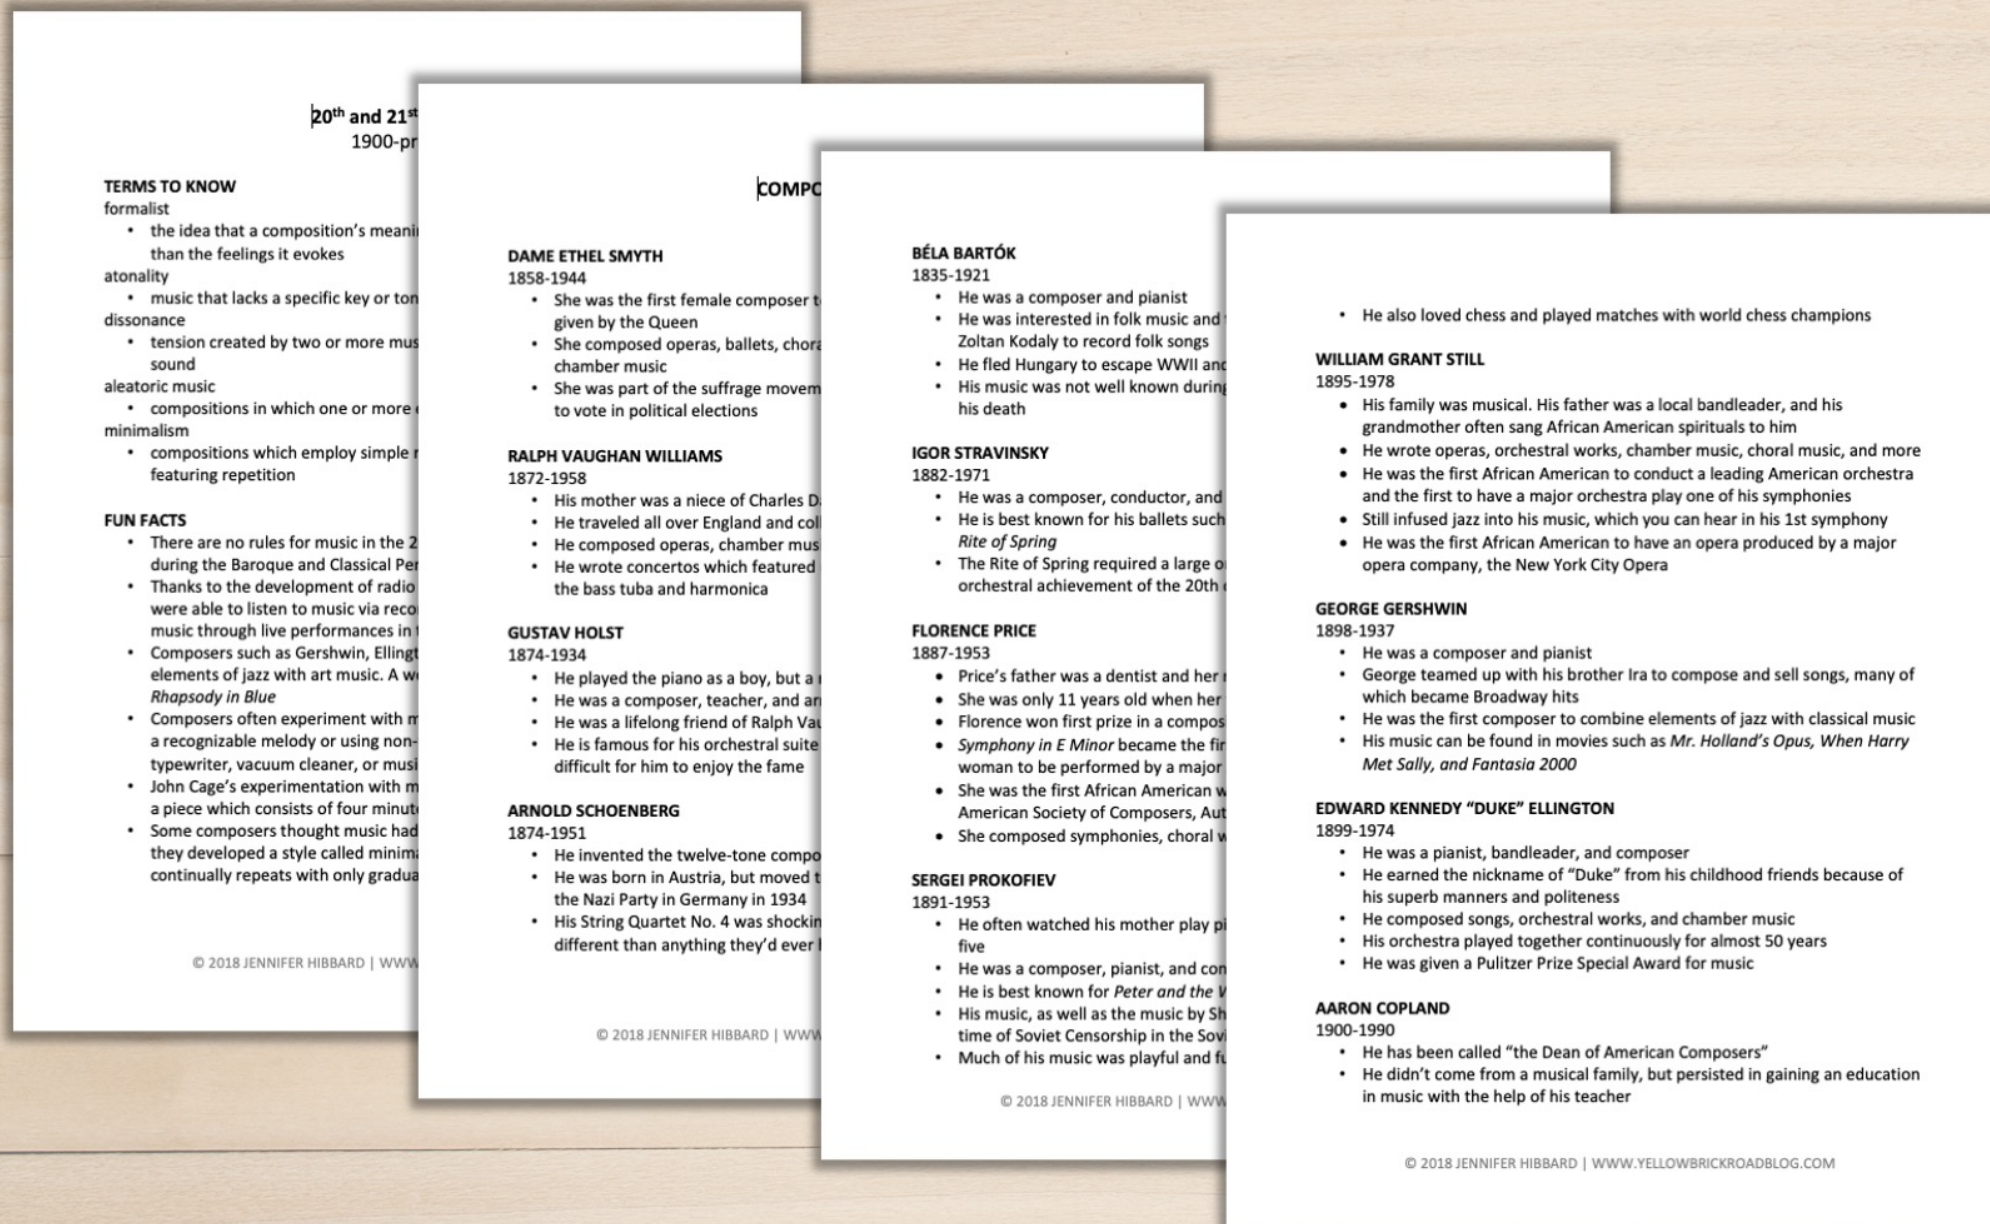 20th and 21st
1900-pr
TERMS TO KNOW
formalist
• the idea that a composition's meani
than the feelings it evokes
atonality
• music that lacks a specific key or ton
dissonance
• tension created by two or more mus
sound
aleatoric music
• compositions in which one or more
minimalism
• compositions which employ simple
featuring repetition
FUN FACTS
• There are no rules for music in the 2
during the Baroque and Classical Per
• Thanks to the development of radio
were able to listen to music via reco
music through live performances in
• Composers such as Gershwin, Ellingt
elements of jazz with art music. A w
Rhapsody in Blue
• Composers often experiment with m
a recognizable melody or using non-
typewriter, vacuum cleaner, or musi
• John Cage's experimentation with m
a piece which consists of four minut
• Some composers thought music had
they developed a style called minima
continually repeats with only gradua
© 2018 JENNIFER HIBBARD | WWW
COMPO
DAME ETHEL SMYTH
1858-1944
• She was the first female composer t
given by the Queen
• She composed operas, ballets, chora
chamber music
• She was part of the suffrage movem
to vote in political elections
RALPH VAUGHAN WILLIAMS
1872-1958
• His mother was a niece of Charles D
• He traveled all over England and coll
• He composed operas, chamber mus
• He wrote concertos which featured
the bass tuba and harmonica
GUSTAV HOLST
1874-1934
• He played the piano as a boy, but a
• He was a composer, teacher, and ar
• He was a lifelong friend of Ralph Vau
• He is famous for his orchestral suite
difficult for him to enjoy the fame
ARNOLD SCHOENBERG
1874-1951
• He invented the twelve-tone compo
• He was born in Austria, but moved t
the Nazi Party in Germany in 1934
• His String Quartet No. 4 was shockin
different than anything they'd ever
© 2018 JENNIFER HIBBARD | WWW
BÉLA BARTÓK
1835-1921
• He was a composer and pianist
• He was interested in folk music and
Zoltan Kodaly to record folk songs
• He fled Hungary to escape WWII and
• His music was not well known during
his death
IGOR STRAVINSKY
1882-1971
• He was a composer, conductor, and
• He is best known for his ballets such
Rite of Spring
• The Rite of Spring required a large o
orchestral achievement of the 20th
FLORENCE PRICE
1887-1953
• Price's father was a dentist and her
• She was only 11 years old when her
• Florence won first prize in a compos
• Symphony in E Minor became the fir
woman to be performed by a major
• She was the first African American w
American Society of Composers, Aut
• She composed symphonies, choral w
SERGEI PROKOFIEV
1891-1953
• He often watched his mother play pi
five
• He was a composer, pianist, and con
• He is best known for Peter and the W
• His music, as well as the music by Sh
time of Soviet Censorship in the Sovi
• Much of his music was playful and fu
© 2018 JENNIFER HIBBARD | WWW
• He also loved chess and played matches with world chess champions
WILLIAM GRANT STILL
1895-1978
• His family was musical. His father was a local bandleader, and his
grandmother often sang African American spirituals to him
• He wrote operas, orchestral works, chamber music, choral music, and more
• He was the first African American to conduct a leading American orchestra
and the first to have a major orchestra play one of his symphonies
• Still infused jazz into his music, which you can hear in his 1st symphony
• He was the first African American to have an opera produced by a major
opera company, the New York City Opera
GEORGE GERSHWIN
1898-1937
• He was a composer and pianist
• George teamed up with his brother Ira to compose and sell songs, many of
which became Broadway hits
• He was the first composer to combine elements of jazz with classical music
• His music can be found in movies such as Mr. Holland's Opus, When Harry
Met Sally, and Fantasia 2000
EDWARD KENNEDY “DUKE” ELLINGTON
1899-1974
• He was a pianist, bandleader, and composer
• He earned the nickname of “Duke” from his childhood friends because of
his superb manners and politeness
• He composed songs, orchestral works, and chamber music
• His orchestra played together continuously for almost 50 years
• He was given a Pulitzer Prize Special Award for music
AARON COPLAND
1900-1990
• He has been called “the Dean of American Composers”
• He didn't come from a musical family, but persisted in gaining an education
in music with the help of his teacher
© 2018 JENNIFER HIBBARD | WWW.YELLOWBRICKROADBLOG.COM